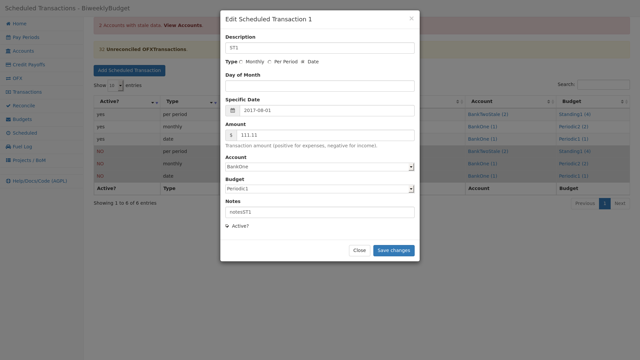 Scheduled Transactions - BiweeklyBudget
Home
Pay Periods
Accounts
Credit Payoffs
OFX
Transactions
Reconcile
Budgets
Scheduled
Fuel Log
Projects / BoM
Help/Docs/Code (AGPL)
2 Accounts with stale data. View Accounts.
Unreconciled OFXTransactions
Add Scheduled Transaction
Show 10 entries
Search:
Active? Type Account Budget
yes per period BankTwoStale (2) Standing1 (4)
yes monthly BankOne (1) Periodic2 (2)
yes date BankOne (1) Periodic1 (1)
NO per period BankTwoStale (2) Standing1 (4)
NO monthly BankOne (1) Periodic2 (2)
NO date BankOne (1) Periodic1 (1)
Active? Type Account Budget
Showing 1 to 6 of 6 entries
Previous 1 Next
Edit Scheduled Transaction 1
×
Description
ST1
Type Monthly Per Period Date
Day of Month
Specific Date
2017-08-01
Amount
$ 111.11
Transaction amount (positive for expenses, negative for income).
Account
BankOne
Budget
Periodic1
Notes
notesST1
Active?
Close Save changes